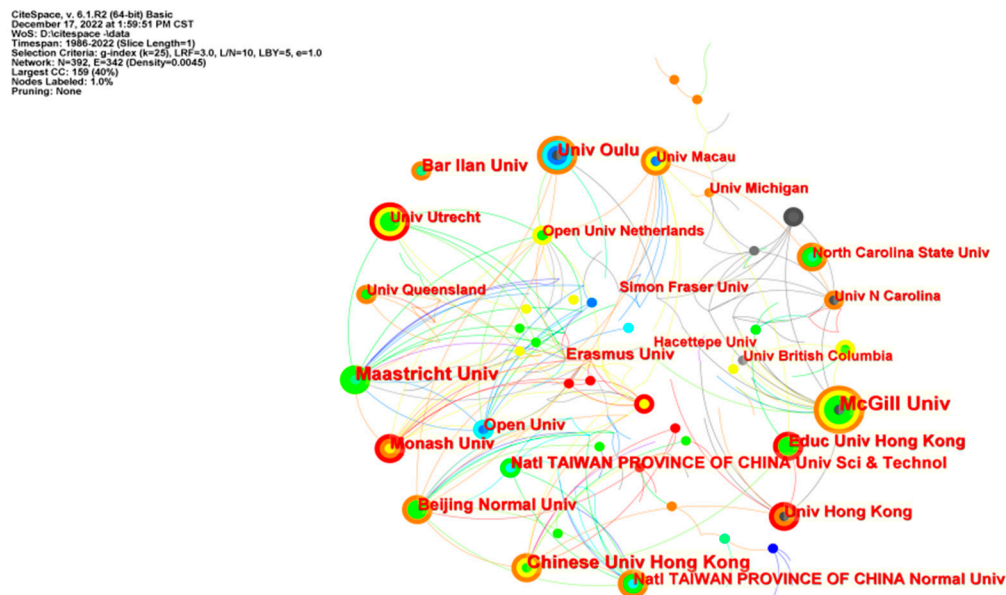 CiteSpace, v. 6.1.R2 (64-bit) Basic
December 17, 2022 at 1:59:51 PM CST
WoS: D:\citespace -\data
Timespan: 1986-2022 (Slice Length=1)
Selection Criteria: g-index (k=25), LRF=3.0, L/N=10, LBY=5, e=1.0
Network: N=392, E=342 (Density=0.0045)
Largest CC: 159 (40%)
Nodes Labeled: 1.0%
Pruning: None
Univ Oulu
Univ Macau
Bar Ilan Univ
Univ Michigan
Univ Utrecht
Open Univ Netherlands
North Carolina State Univ
Simon Fraser Univ
Univ Queensland
Univ N Carolina
Hacettepe Univ
Erasmus Univ
Univ British Columbia
Maastricht Univ
McGill Univ
Open Univ
Monash Univ
Educ Univ Hong Kong
Natl TAIWAN PROVINCE OF CHINA Univ Sci & Technol
Beijing Normal Univ
Univ Hong Kong
Chinese Univ Hong Kong
Natl TAIWAN PROVINCE OF CHINA Normal Univ